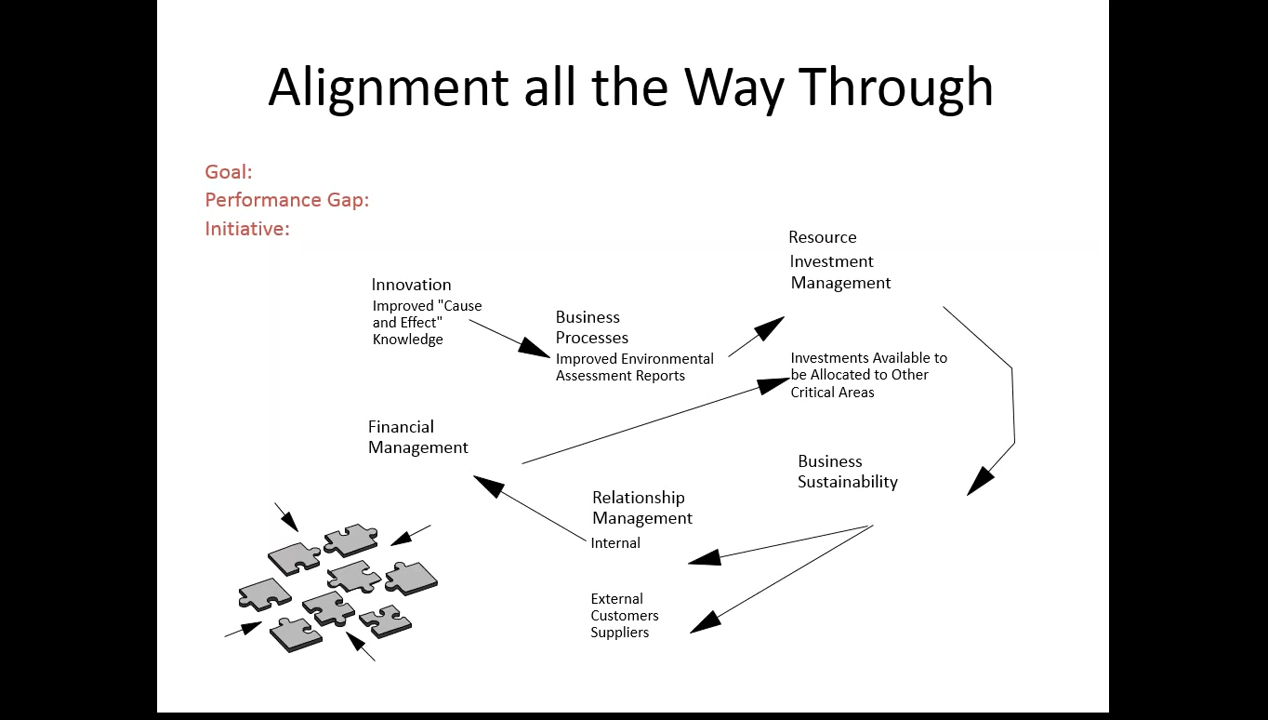 Alignment all the Way Through
Goal:
Performance Gap:
Initiative:
Resource
Investment
Management
Innovation
Improved "Cause
and Effect"
Knowledge
Business
Processes
Improved Environmental
Assessment Reports
Investments Available to
be Allocated to Other
Critical Areas
Financial
Management
Business
Sustainability
Relationship
Management
Internal
External
Customers
Suppliers